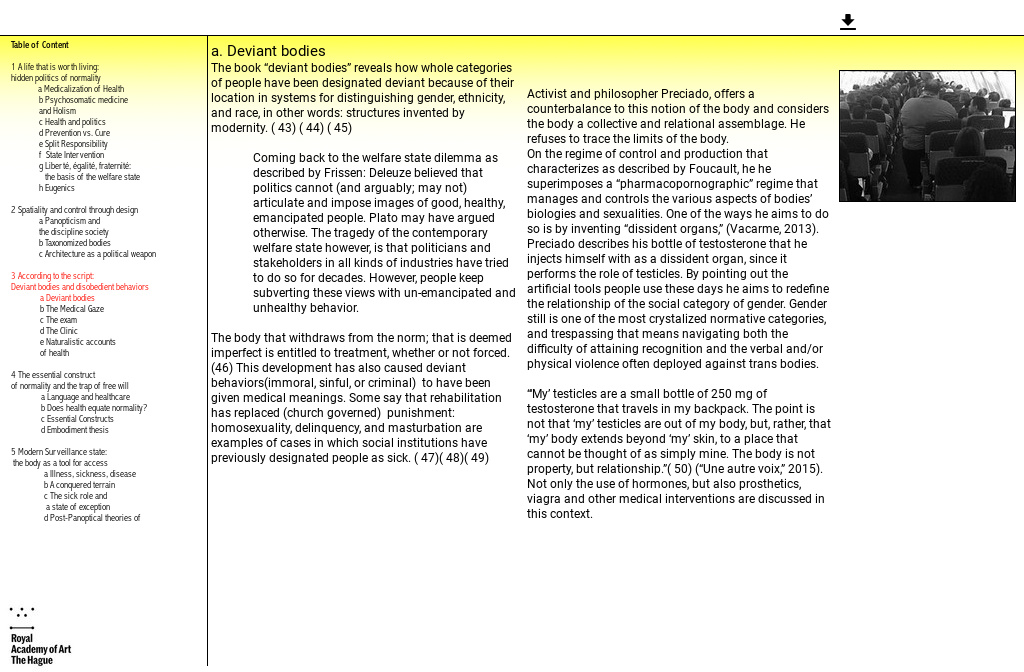 Table of Content
1 A life that is worth living:
hidden politics of normality
a Medicalization of Health
b Psychosomatic medicine
and Holism
c Health and politics
d Prevention vs. Cure
e Split Responsibility
f State Intervention
g Liberté, égalité, fraternité:
the basis of the welfare state
h Eugenics
2 Spatiality and control through design
a Panopticism and
the discipline society
b Taxonomized bodies
c Architecture as a political weapon
3 According to the script:
Deviant bodies and disobedient behaviors
a Deviant bodies
b The Medical Gaze
c The exam
d The Clinic
e Naturalistic accounts
of health
4 The essential construct
of normality and the trap of free will
a Language and healthcare
b Does health equate normality?
c Essential Constructs
d Embodiment thesis
5 Modern Surveillance state:
the body as a tool for access
a Illness, sickness, disease
b A conquered terrain
c The sick role and
a state of exception
d Post-Panoptical theories of
Royal
Academy of Art
The Hague
a. Deviant bodies
The book “deviant bodies” reveals how whole categories
of people have been designated deviant because of their
location in systems for distinguishing gender, ethnicity,
and race, in other words: structures invented by
modernity. ( 43) ( 44) ( 45)
Coming back to the welfare state dilemma as
described by Frissen: Deleuze believed that
politics cannot (and arguably; may not)
articulate and impose images of good, healthy,
emancipated people. Plato may have argued
otherwise. The tragedy of the contemporary
welfare state however, is that politicians and
stakeholders in all kinds of industries have tried
to do so for decades. However, people keep
subverting these views with un-emancipated and
unhealthy behavior.
The body that withdraws from the norm; that is deemed
imperfect is entitled to treatment, whether or not forced.
(46) This development has also caused deviant
behaviors(immoral, sinful, or criminal) to have been
given medical meanings. Some say that rehabilitation
has replaced (church governed) punishment:
homosexuality, delinquency, and masturbation are
examples of cases in which social institutions have
previously designated people as sick. ( 47)( 48)( 49)
Activist and philosopher Preciado, offers a
counterbalance to this notion of the body and considers
the body a collective and relational assemblage. He
refuses to trace the limits of the body.
On the regime of control and production that
characterizes as described by Foucault, he he
superimposes a “pharmacopornographic” regime that
manages and controls the various aspects of bodies’
biologies and sexualities. One of the ways he aims to do
so is by inventing “dissident organs,” (Vacarme, 2013).
Preciado describes his bottle of testosterone that he
injects himself with as a dissident organ, since it
performs the role of testicles. By pointing out the
artificial tools people use these days he aims to redefine
the relationship of the social category of gender. Gender
still is one of the most crystalized normative categories,
and trespassing that means navigating both the
difficulty of attaining recognition and the verbal and/or
physical violence often deployed against trans bodies.
“‘My’ testicles are a small bottle of 250 mg of
testosterone that travels in my backpack. The point is
not that ‘my’ testicles are out of my body, but, rather, that
‘my’ body extends beyond ‘my’ skin, to a place that
cannot be thought of as simply mine. The body is not
property, but relationship.”( 50) (“Une autre voix,” 2015).
Not only the use of hormones, but also prosthetics,
viagra and other medical interventions are discussed in
this context.